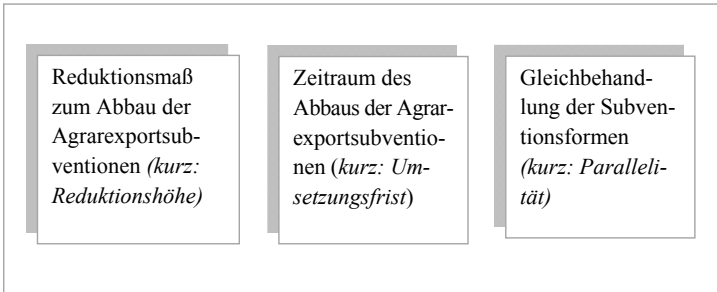 Reduktionsmaß
zum Abbau der
Agrarexportsub-
ventionen (kurz:
Reduktionshöhe)
Zeitraum des
Abbaus der Agrar-
exportsubventio-
nen (kurz: Um-
setzungsfrist)
Gleichbehand-
lung der Subven-
tionsformen
(kurz: Paralleli-
tät)